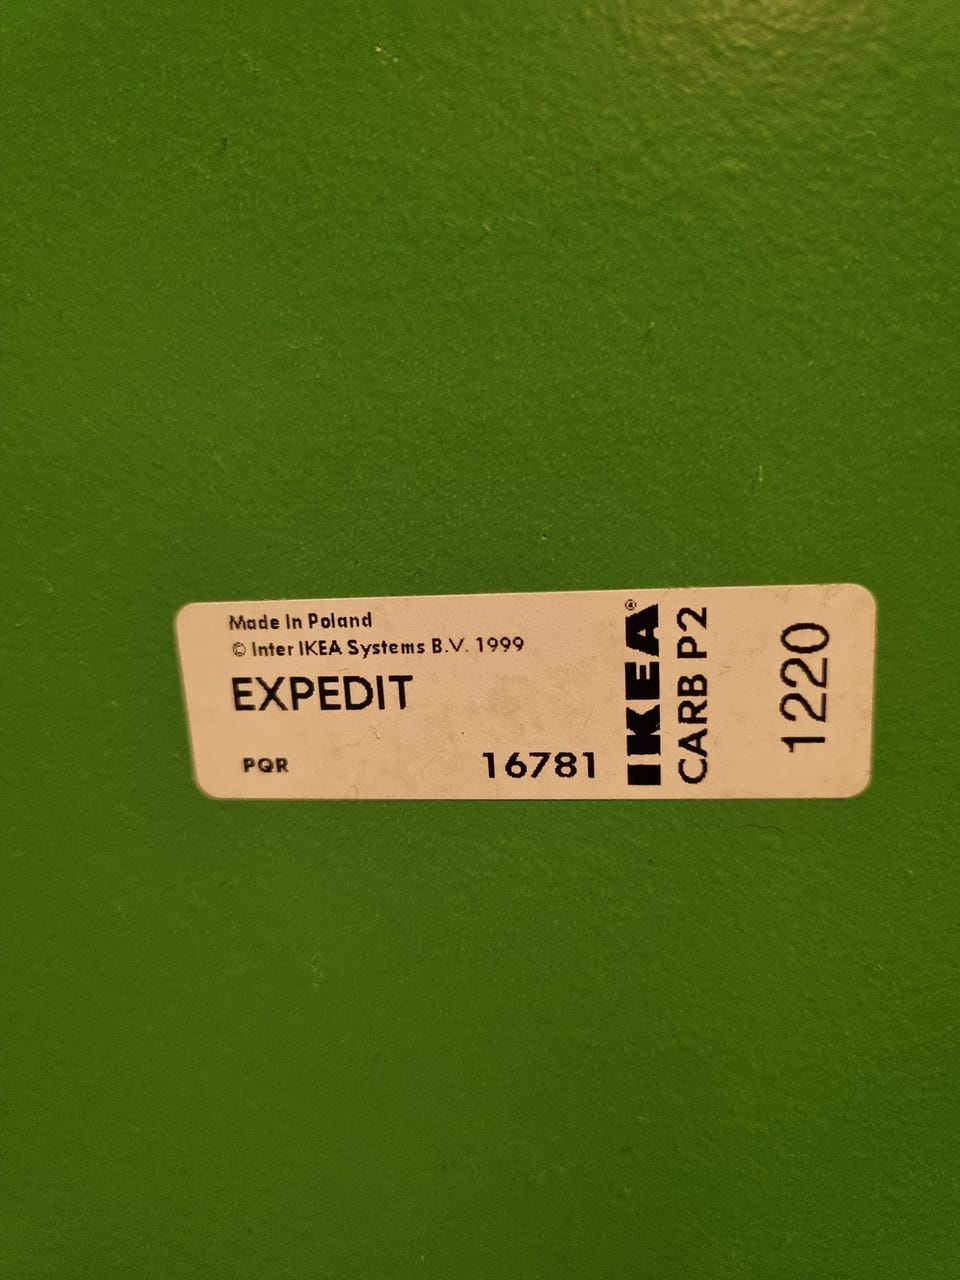 Made In Poland
© Inter IKEA Systems B.V. 1999
EXPEDIT
PQR 16781
IKEA®
CARB P2
1220